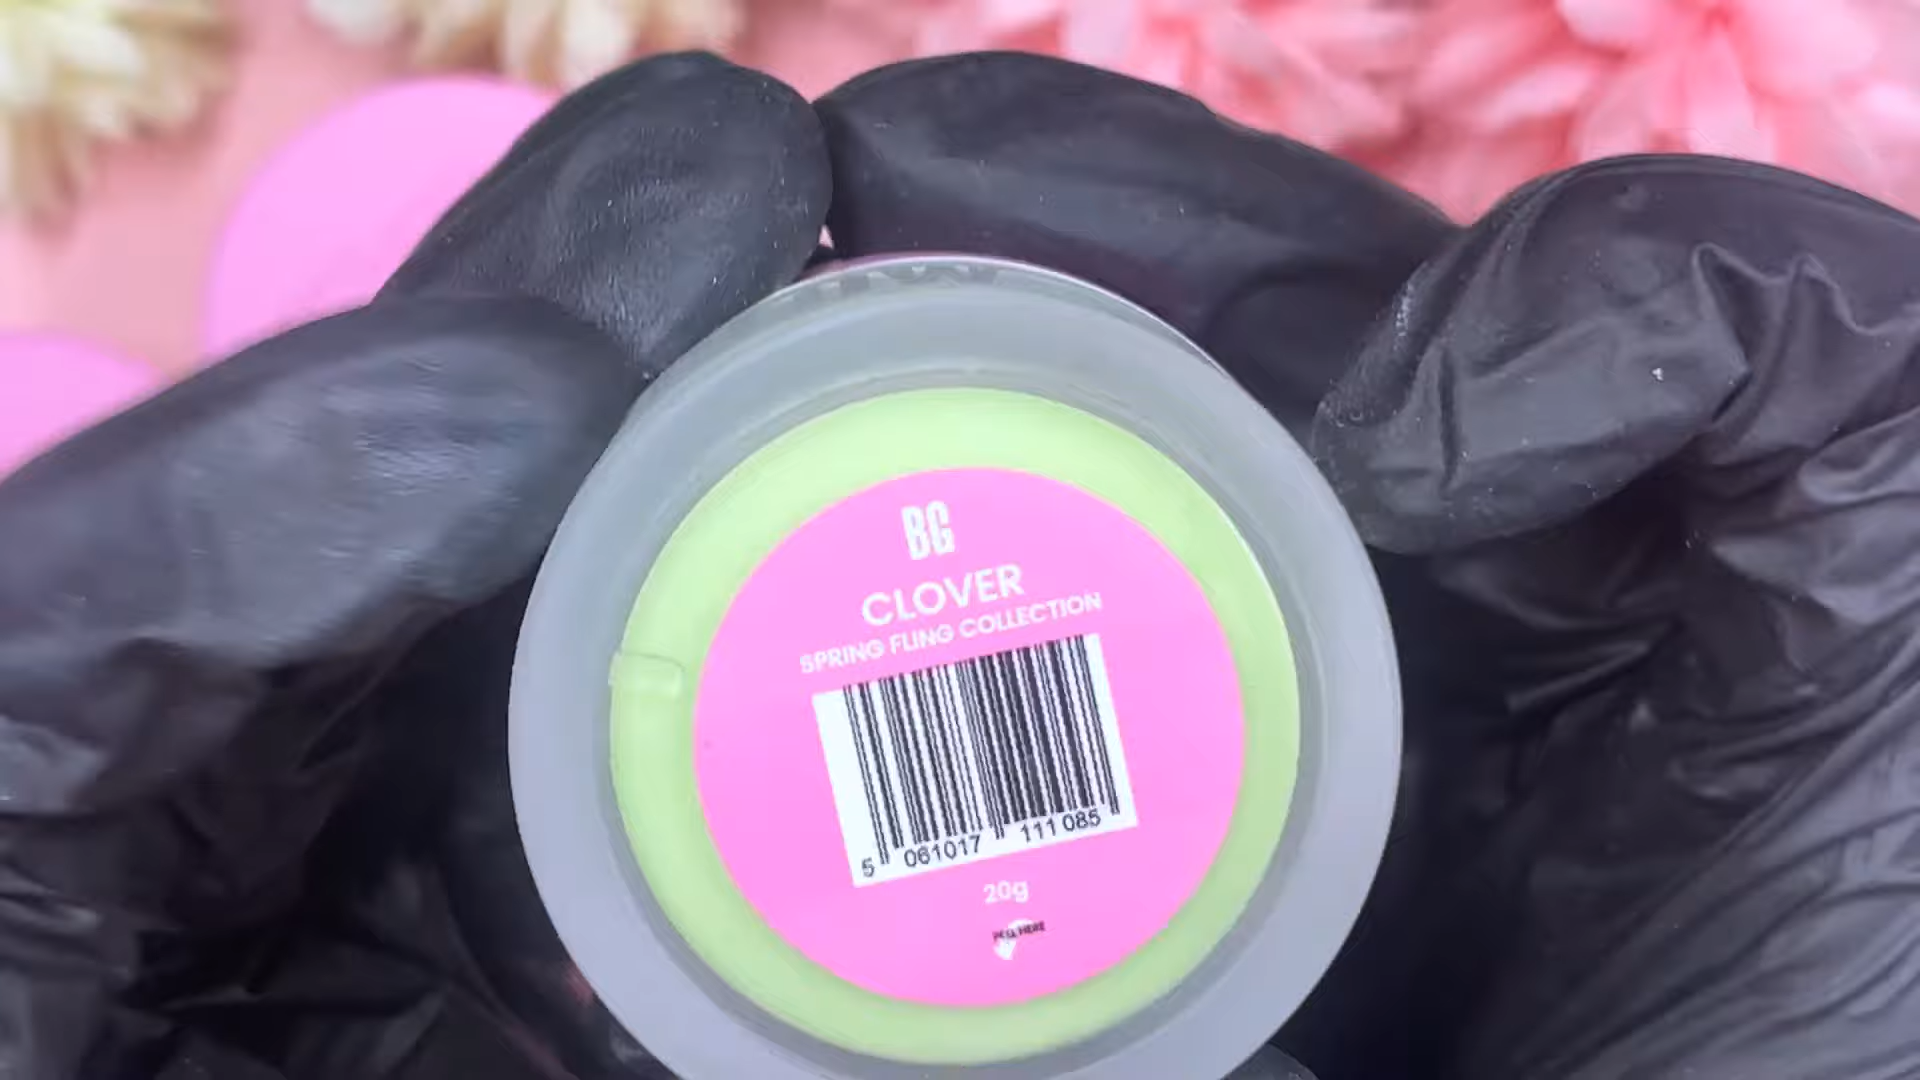 BG
CLOVER
SPRING FLING COLLECTION
5 061017 111085
20g
PEEL HERE